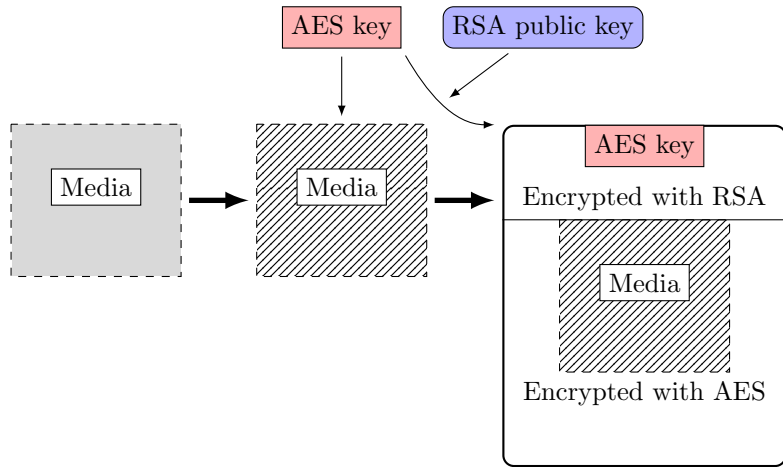 AES key
RSA public key
Media
Media
AES key
Encrypted with RSA
Media
Encrypted with AES